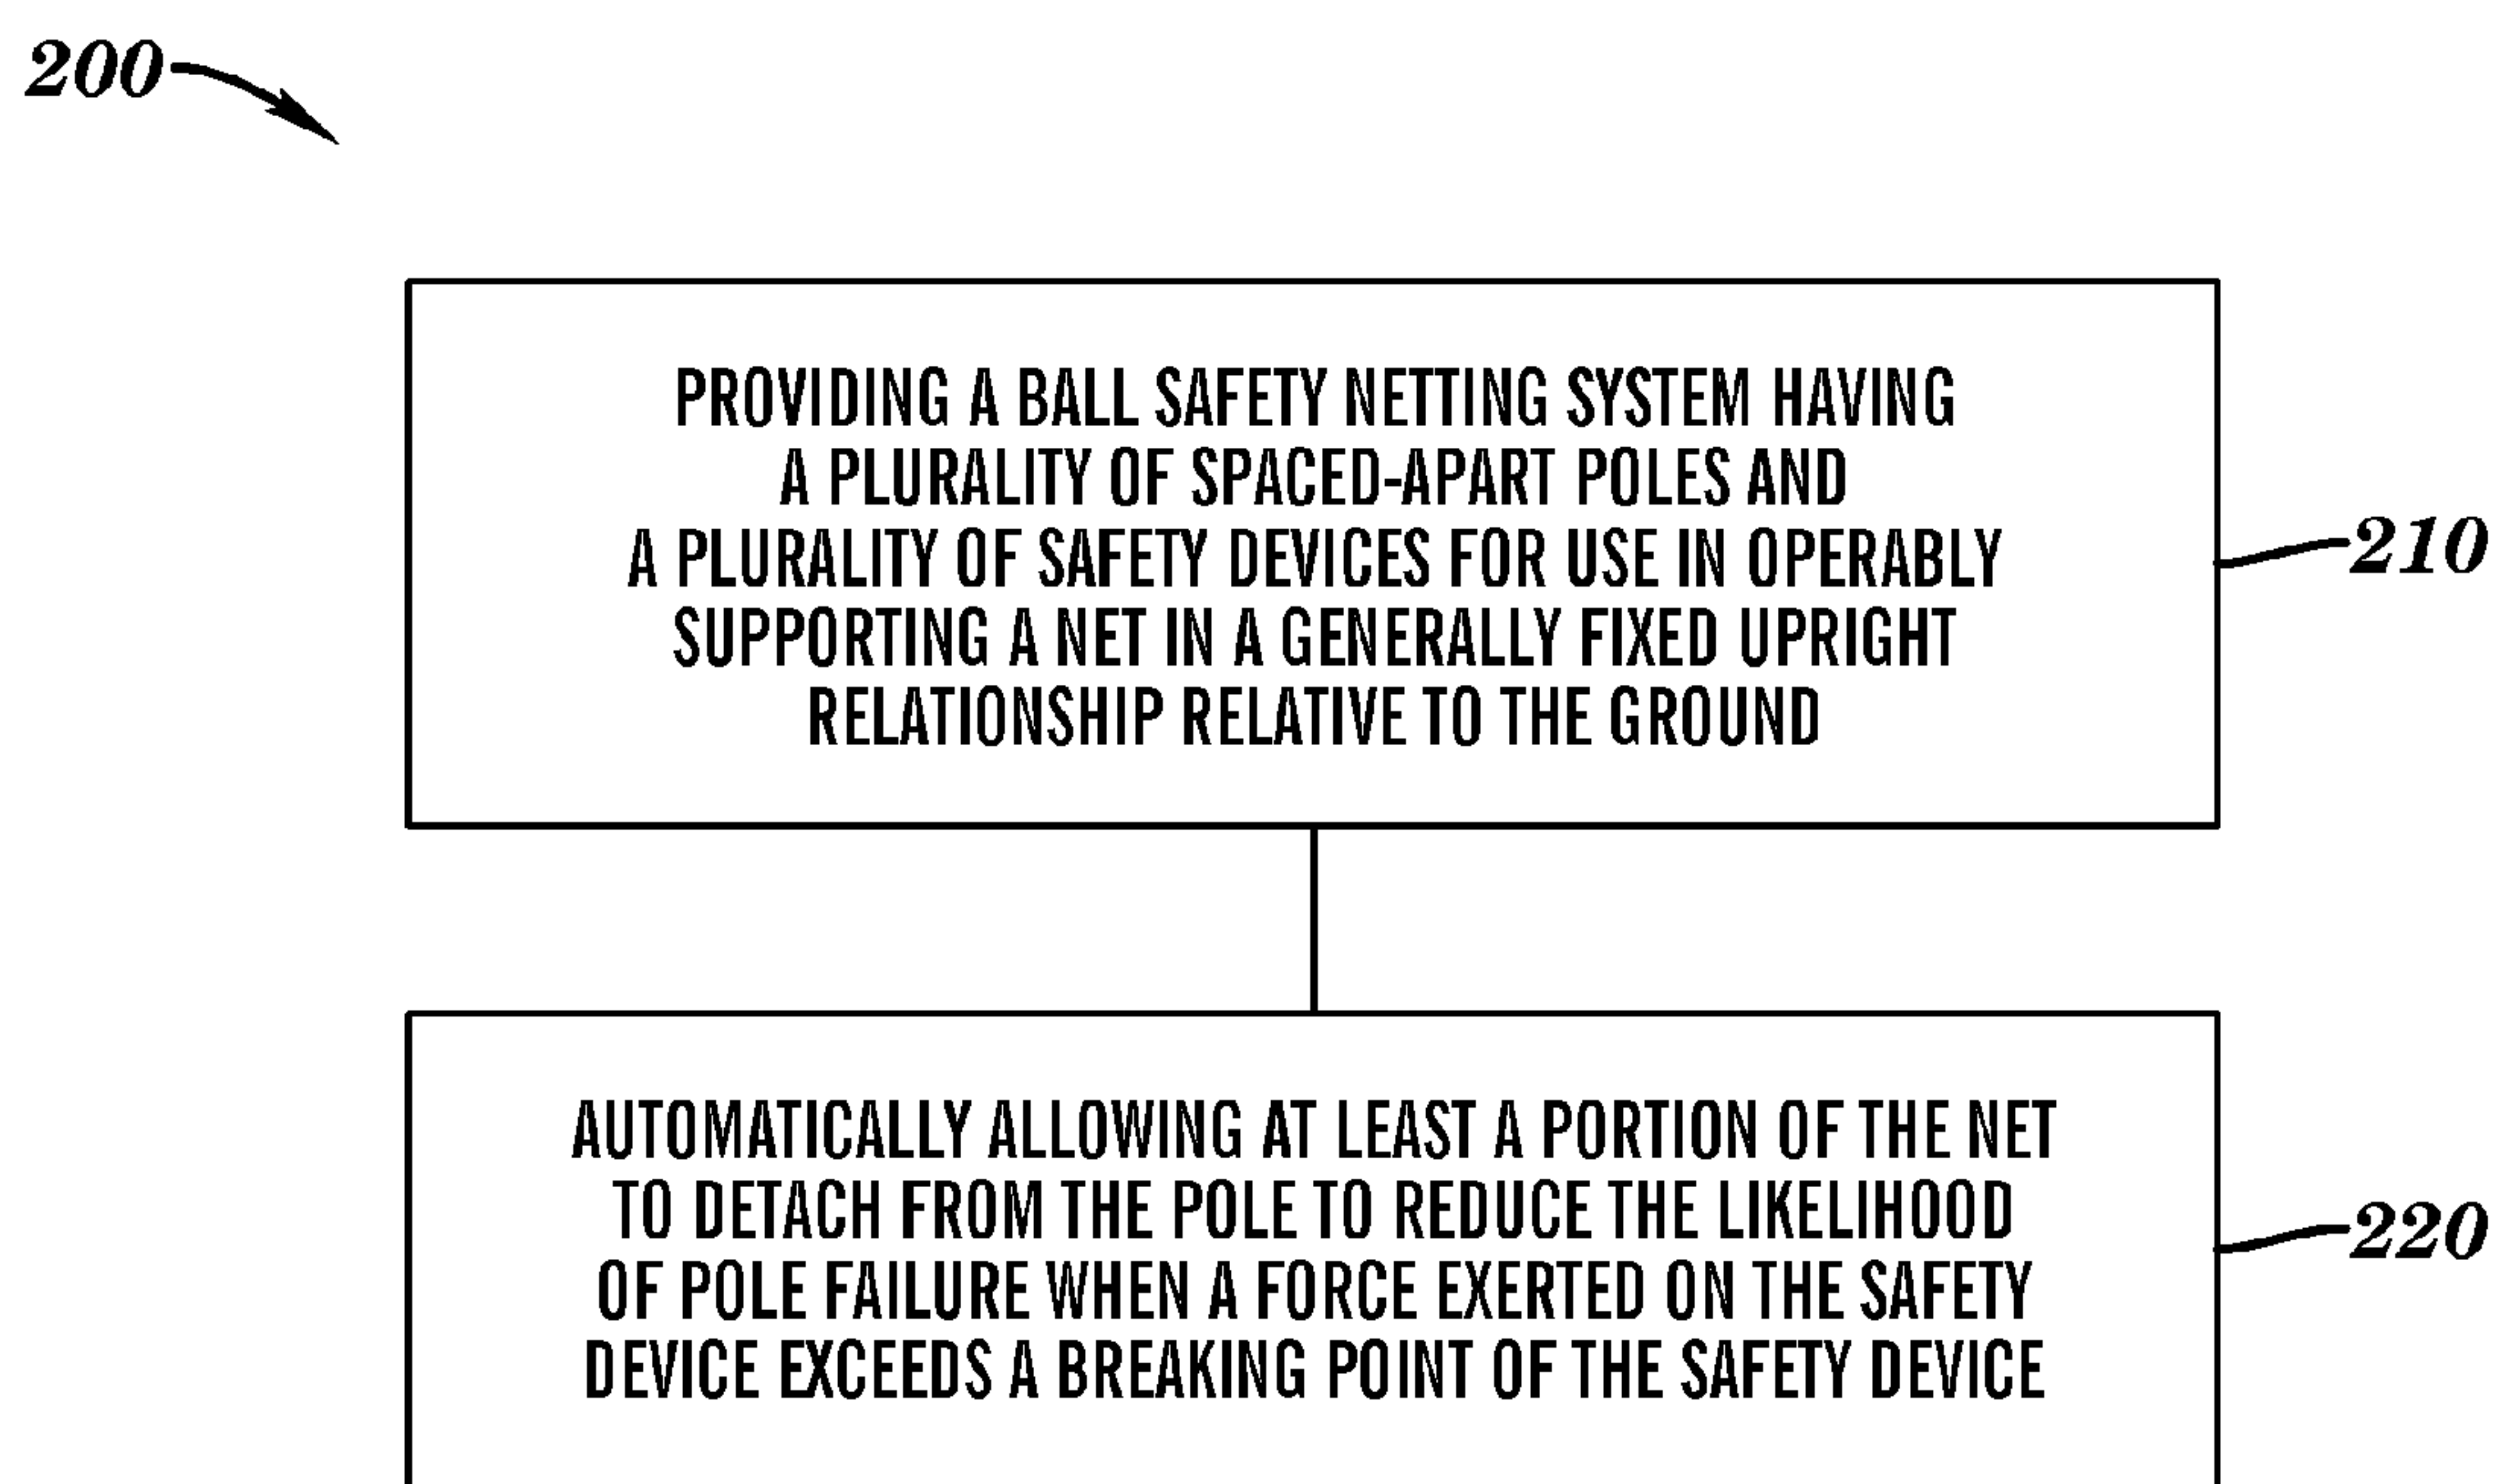 200
PROVIDING A BALL SAFETY NETTING SYSTEM HAVING
A PLURALITY OF SPACED-APART POLES AND
A PLURALITY OF SAFETY DEVICES FOR USE IN OPERABLY
SUPPORTING A NET IN A GENERALLY FIXED UPRIGHT
RELATIONSHIP RELATIVE TO THE GROUND
210
AUTOMATICALLY ALLOWING AT LEAST A PORTION OF THE NET
TO DETACH FROM THE POLE TO REDUCE THE LIKELIHOOD
OF POLE FAILURE WHEN A FORCE EXERTED ON THE SAFETY
DEVICE EXCEEDS A BREAKING POINT OF THE SAFETY DEVICE
220